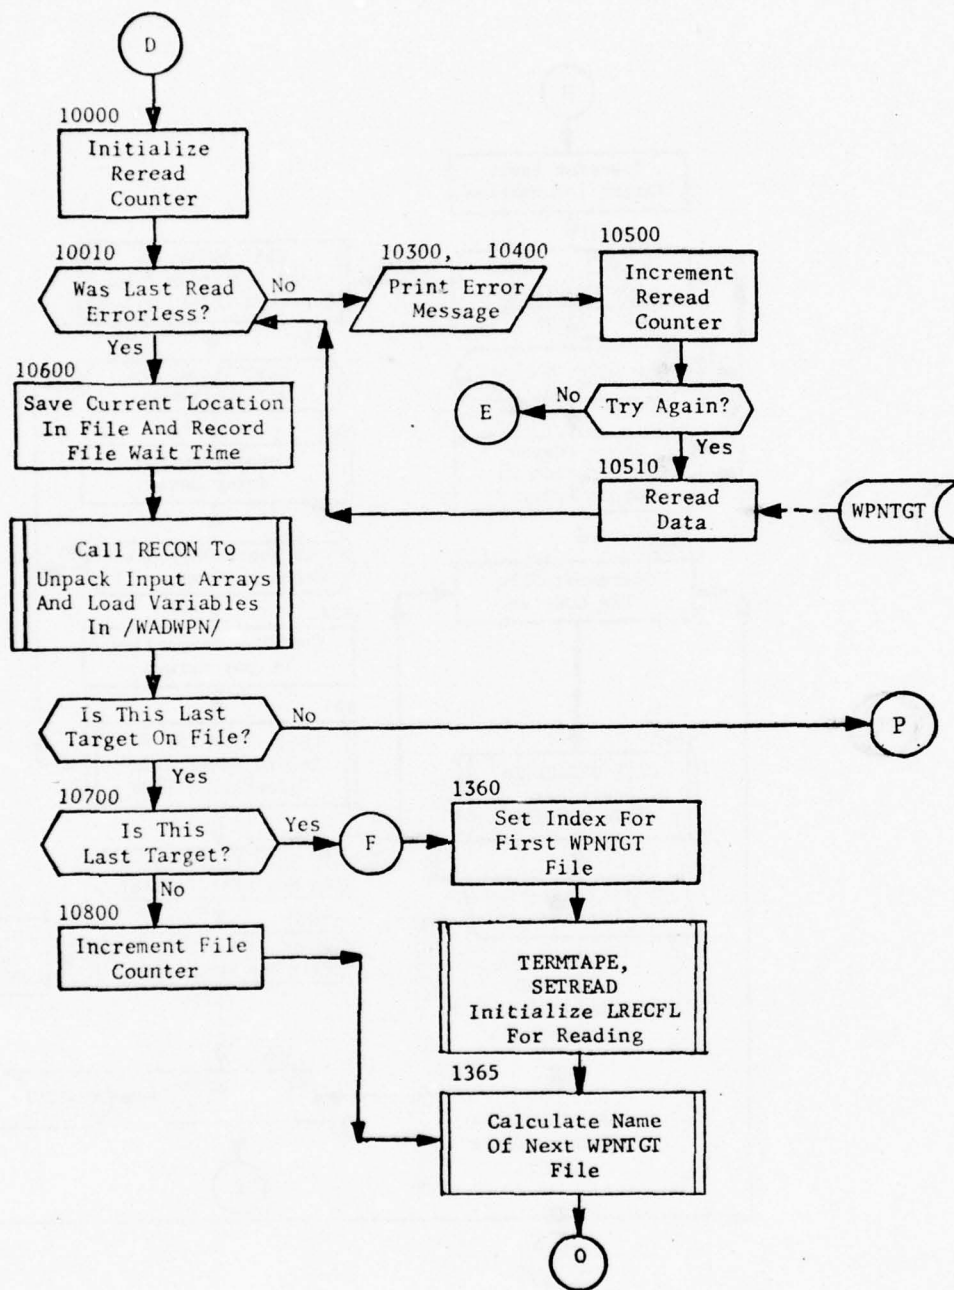 D
10000
Initialize
Reread
Counter
10010
Was Last Read
Errorless?
No
Yes
10300, 10400
Print Error
Message
10500
Increment
Reread
Counter
Try Again?
No
E
Yes
10510
Reread
Data
WPNTGT
10600
Save Current Location
In File And Record
File Wait Time
Call RECON To
Unpack Input Arrays
And Load Variables
In /WADWPN/
Is This Last
Target On File?
No
P
Yes
10700
Is This
Last Target?
Yes
F
No
1360
Set Index For
First WPNTGT
File
10800
Increment File
Counter
TERMTAPE,
SETREAD
Initialize LRECFL
For Reading
1365
Calculate Name
Of Next WPNTGT
File
O